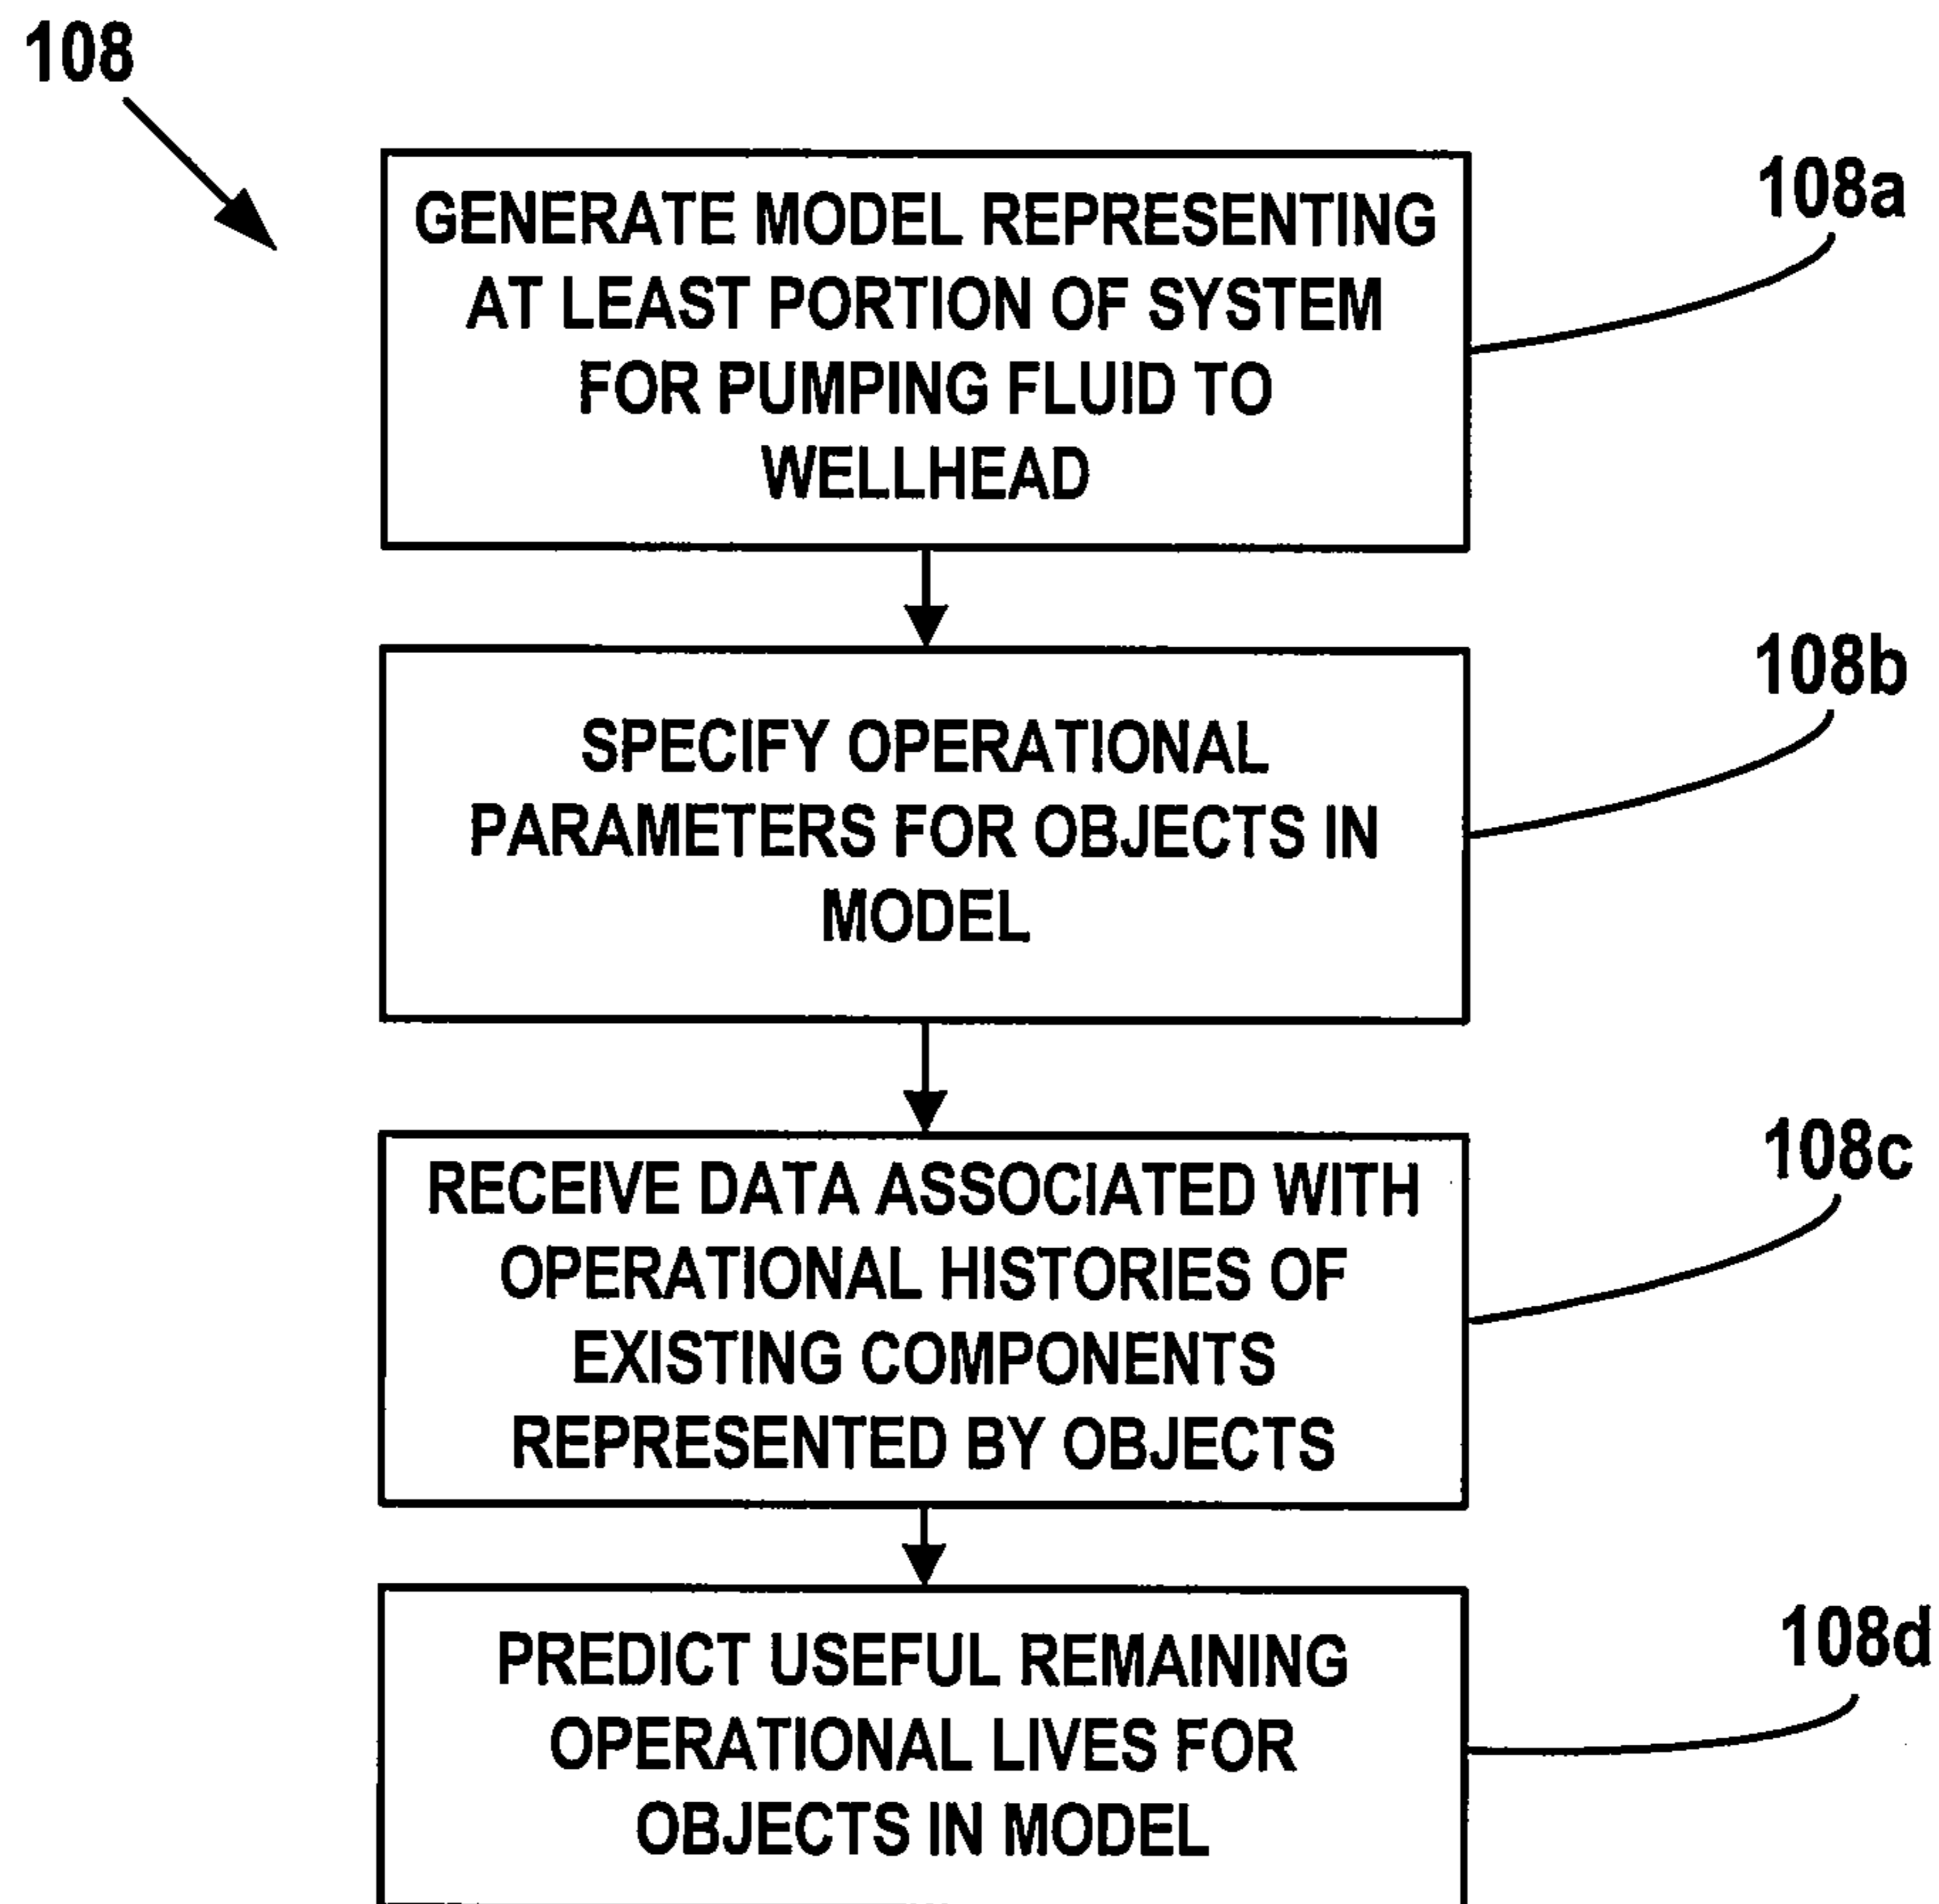 108
GENERATE MODEL REPRESENTING
AT LEAST PORTION OF SYSTEM
FOR PUMPING FLUID TO
WELLHEAD
108a
SPECIFY OPERATIONAL
PARAMETERS FOR OBJECTS IN
MODEL
108b
RECEIVE DATA ASSOCIATED WITH
OPERATIONAL HISTORIES OF
EXISTING COMPONENTS
REPRESENTED BY OBJECTS
108c
PREDICT USEFUL REMAINING
OPERATIONAL LIVES FOR
OBJECTS IN MODEL
108d